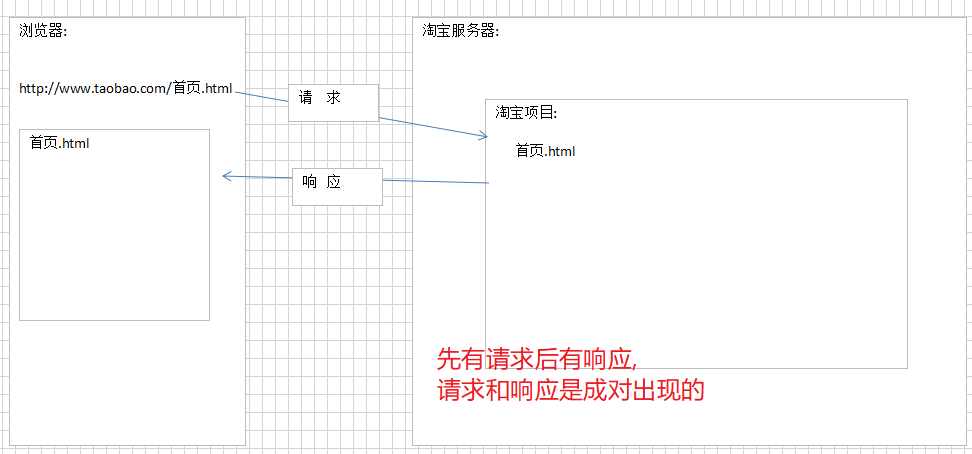 浏览器:
http://www.taobao.com/首页.html
首页.html
请 求
响 应
淘宝服务器:
淘宝项目:
首页.html
先有请求后有响应,
请求和响应是成对出现的